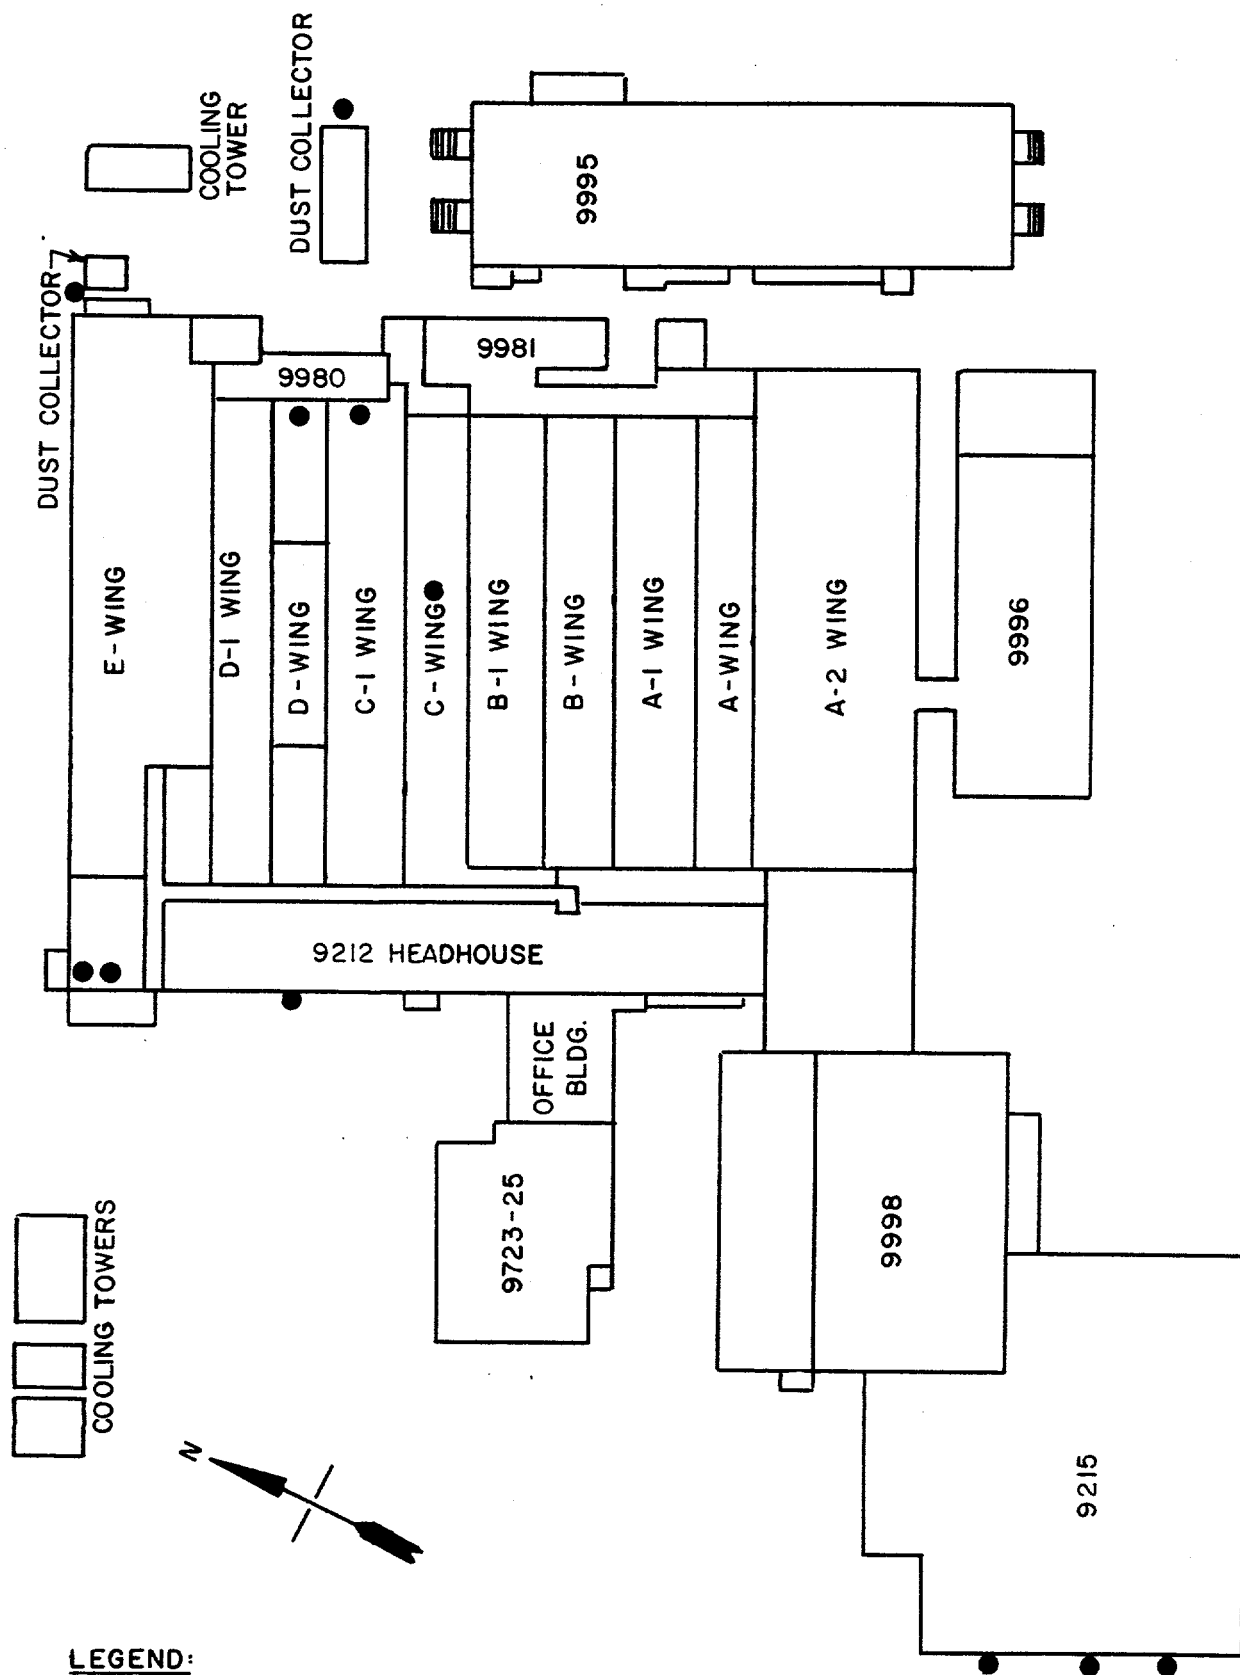 DUST COLLECTOR
COOLING
TOWER
DUST COLLECTOR
9995
9980
9981
E-WING
D-1 WING
D-WING
C-1 WING
C-WING
B-1 WING
B-WING
A-1 WING
A-WING
A-2 WING
9996
9212 HEADHOUSE
OFFICE
BLDG.
9723-25
9998
COOLING TOWERS
N
9215
LEGEND: